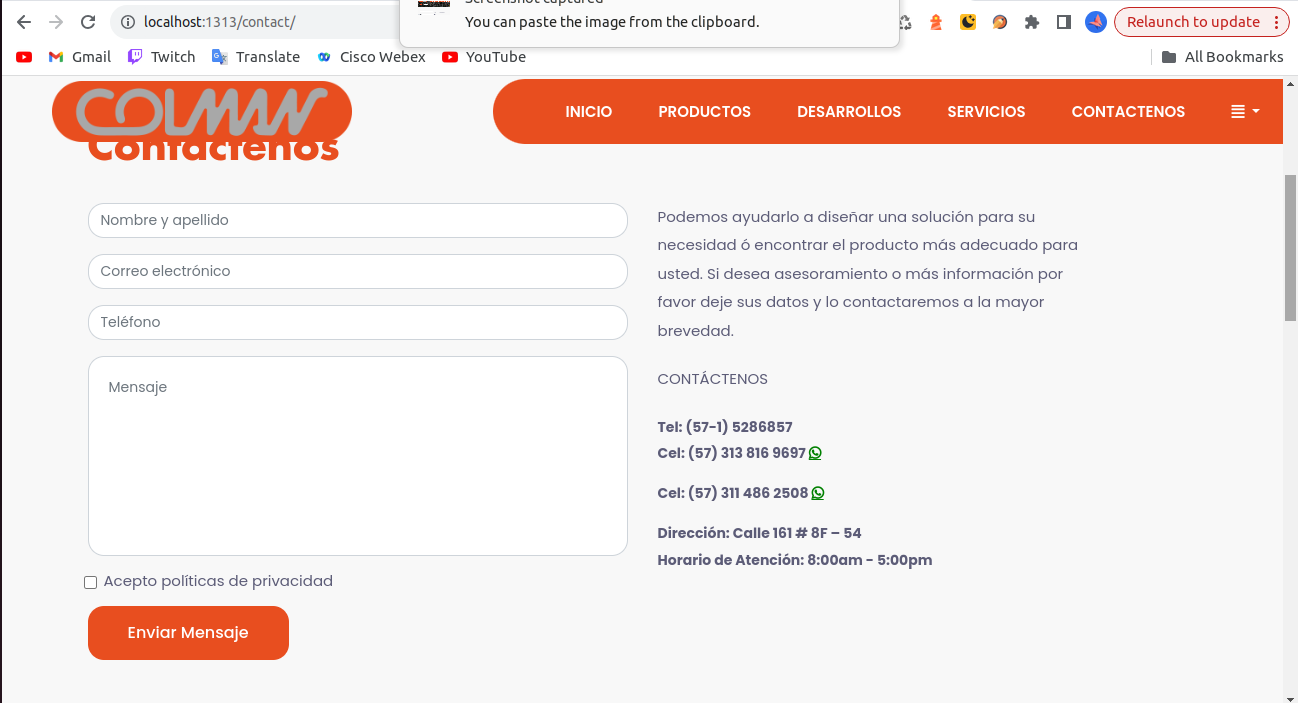 Screenshot captured
You can paste the image from the clipboard.
localhost:1313/contact/
Relaunch to update
Gmail
Twitch
Translate
Cisco Webex
YouTube
All Bookmarks
COLMAN
INICIO
PRODUCTOS
DESARROLLOS
SERVICIOS
CONTACTENOS
Contáctenos
Nombre y apellido
Correo electrónico
Teléfono
Mensaje
Acepto políticas de privacidad
Enviar Mensaje
Podemos ayudarlo a diseñar una solución para su
necesidad ó encontrar el producto más adecuado para
usted. Si desea asesoramiento o más información por
favor deje sus datos y lo contactaremos a la mayor
brevedad.
CONTÁCTENOS
Tel: (57-1) 5286857
Cel: (57) 313 816 9697
Cel: (57) 311 486 2508
Dirección: Calle 161 # 8F – 54
Horario de Atención: 8:00am - 5:00pm